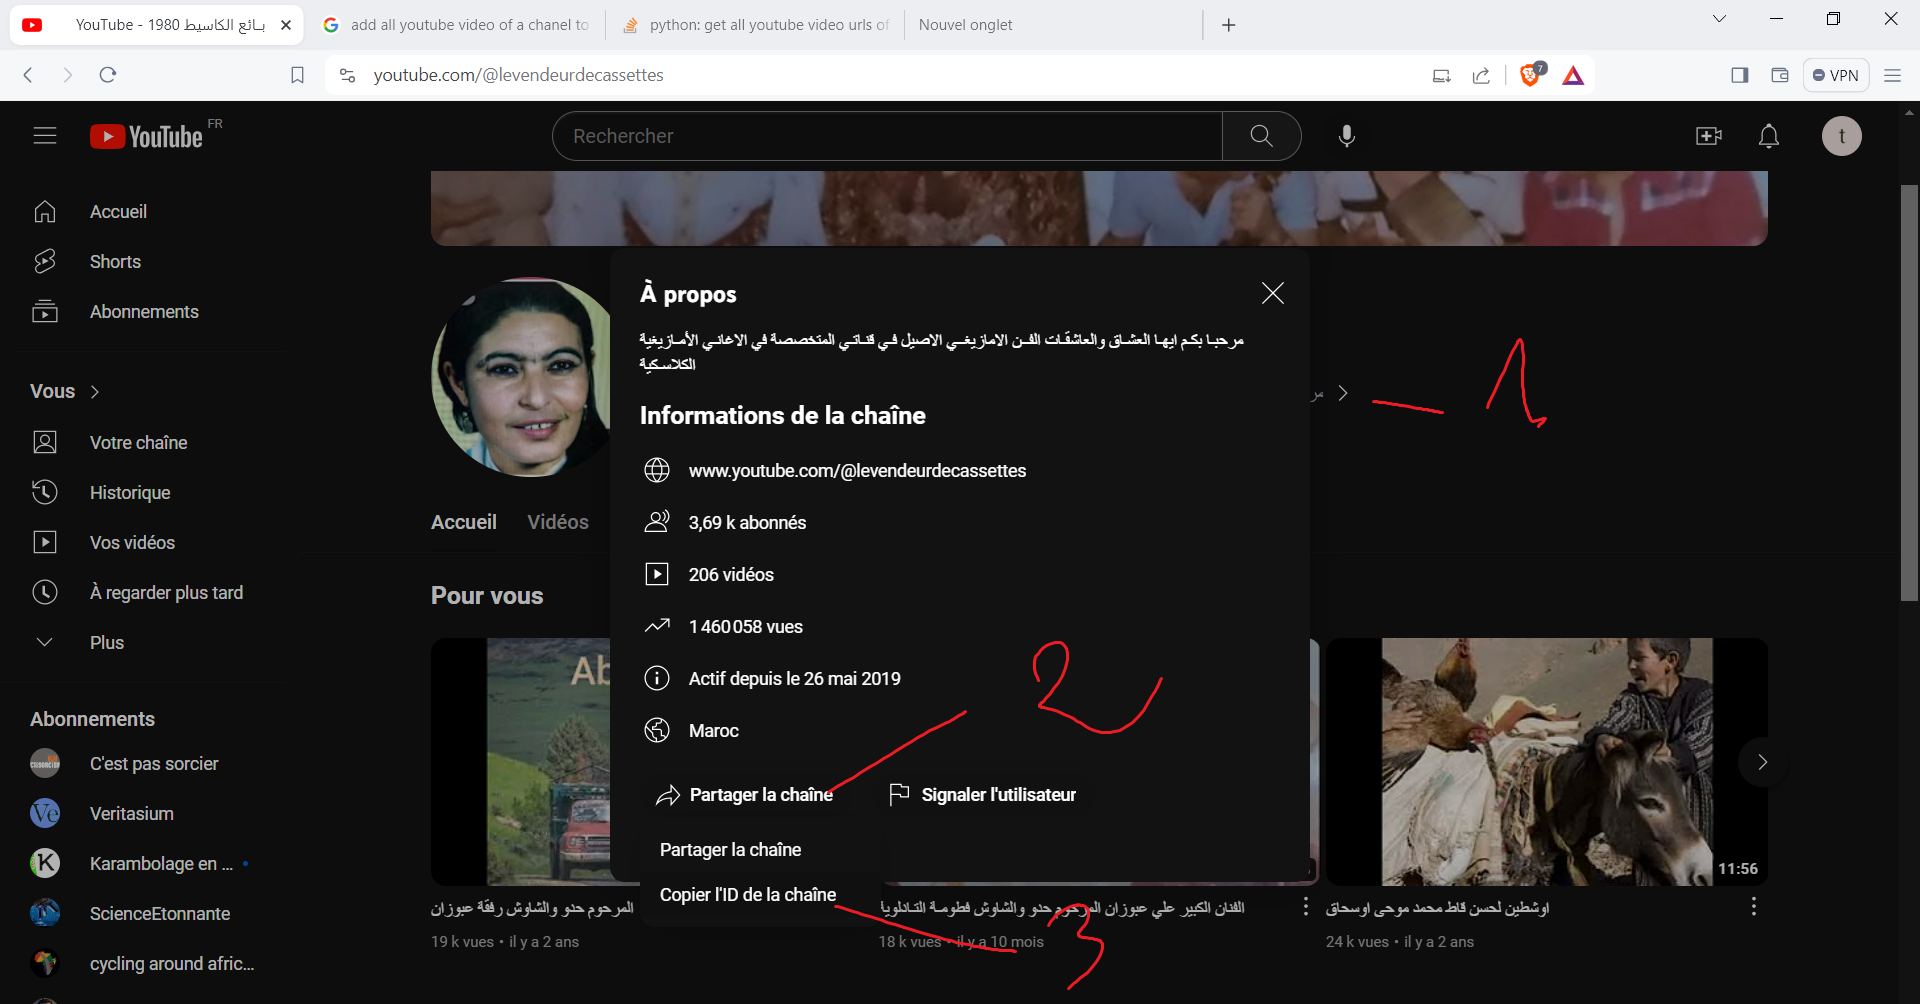 بائع الكاسيط 1980 - YouTube
add all youtube video of a chanel to
python: get all youtube video urls of
Nouvel onglet
youtube.com/@levendeurdecassettes
7
VPN
YouTube FR
Rechercher
t
Accueil
Shorts
Abonnements
Vous
Votre chaîne
Historique
Vos vidéos
À regarder plus tard
Plus
Abonnements
C'est pas sorcier
Veritasium
Karambolage en ...
ScienceEtonnante
cycling around afric...
Accueil Vidéos
Pour vous
À propos
مرحبا بكم ايها العشاق والعاشقات الفن الامازيغي الاصيل في قناتي المتخصصة في الاغاني الأمازيغية
الكلاسكية
Informations de la chaîne
www.youtube.com/@levendeurdecassettes
3,69 k abonnés
206 vidéos
1 460 058 vues
Actif depuis le 26 mai 2019
Maroc
Partager la chaîne
Signaler l'utilisateur
Partager la chaîne
Copier l'ID de la chaîne
مر
1
2
3
Ab
11:56
المرحوم حدو والشاوش رفقة عبوزان
19 k vues • il y a 2 ans
الفنان الكبير علي عبوزان المرحوم حدو والشاوش فطومة التادلوية
18 k vues • il y a 10 mois
اوشطين لحسن قاط محمد موحى اوسحاق
24 k vues • il y a 2 ans